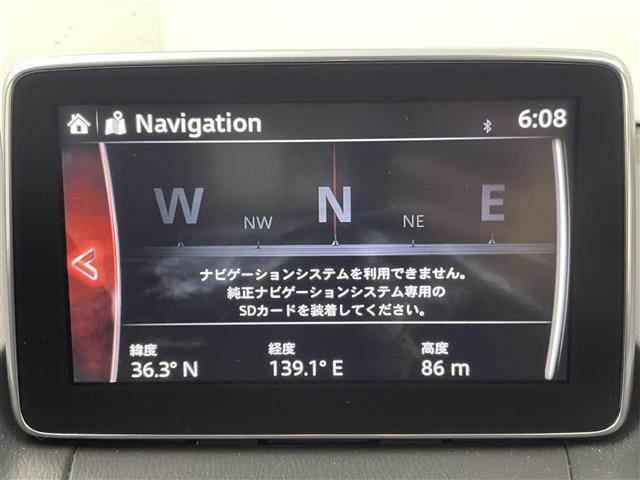 Navigation
6:08
W NW N NE E
ナビゲーションシステムを利用できません。
純正ナビゲーションシステム専用の
SDカードを装着してください。
緯度 経度 高度
36.3° N 139.1° E 86 m